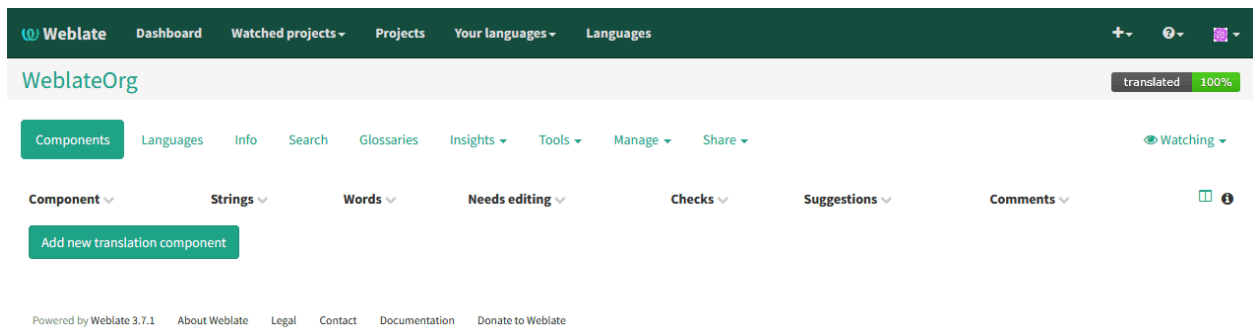 Weblate Dashboard Watched projects Projects Your languages Languages
WeblateOrg translated 100%
Components Languages Info Search Glossaries Insights Tools Manage Share Watching
Component Strings Words Needs editing Checks Suggestions Comments
Add new translation component
Powered by Weblate 3.7.1 About Weblate Legal Contact Documentation Donate to Weblate